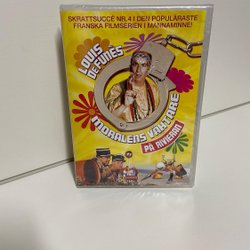 SKRATTSUCCÉ NR.4 I DEN POPULÄRASTE
FRANSKA FILMSERIEN I MANNAMINNE!
LOUIS
DE FUNÈS
MORALENS VÄKTARE
PÅ RIVIERAN